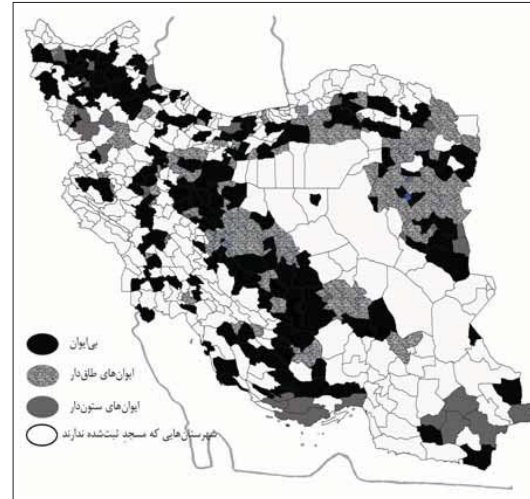 بی‌ایوان
ایوان‌های طاق‌دار
ایوان‌های ستون‌دار
شهرستان‌هایی که مسجد ثبت‌شده ندارند